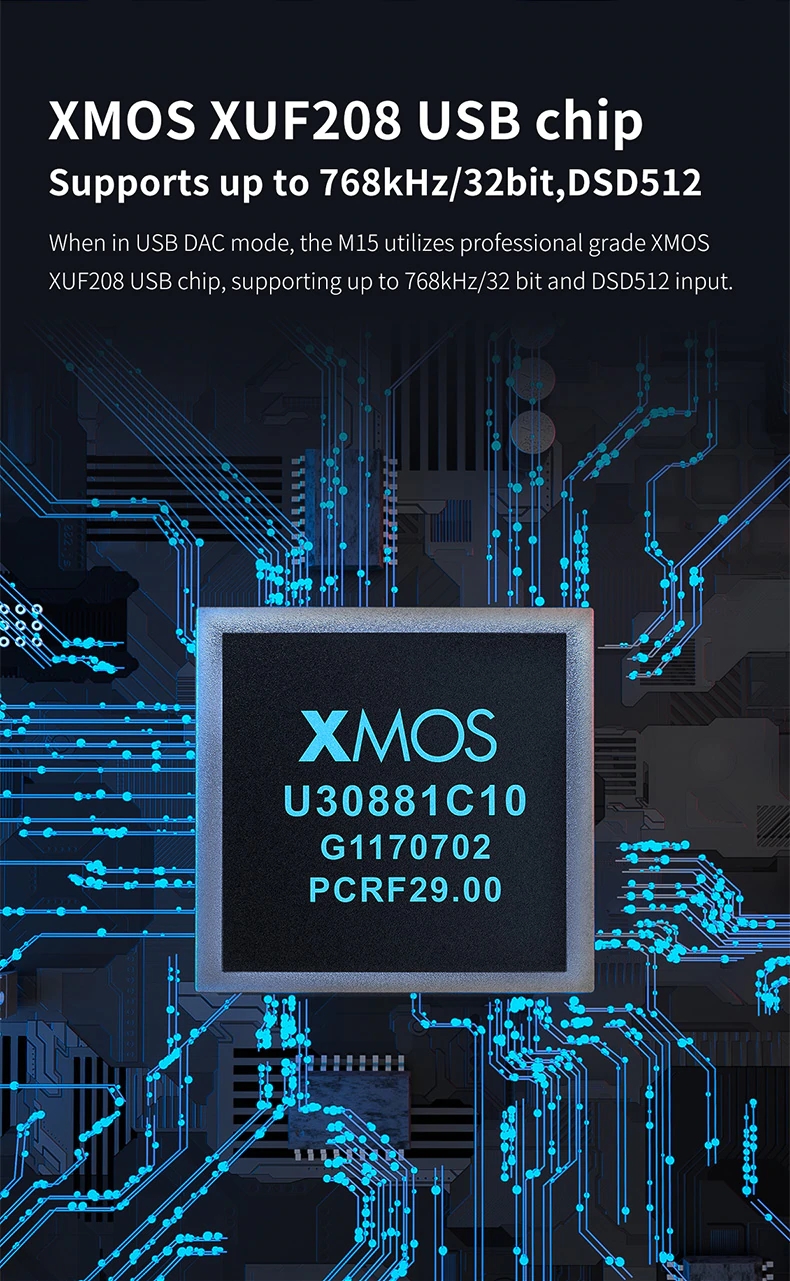 XMOS XUF208 USB chip
Supports up to 768kHz/32bit,DSD512
When in USB DAC mode, the M15 utilizes professional grade XMOS
XUF208 USB chip, supporting up to 768kHz/32 bit and DSD512 input.
XMOS
U30881C10
G1170702
PCRF29.00